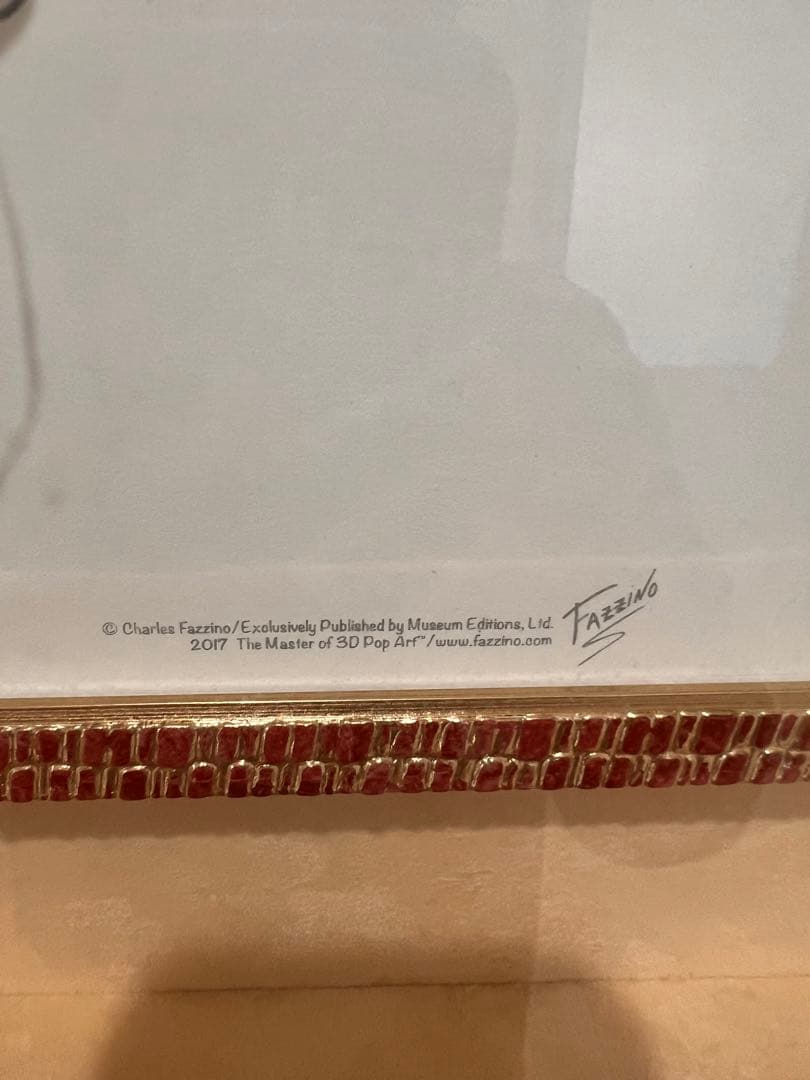 © Charles Fazzino/Exclusively Published by Museum Editions, Ltd.
2017 The Master of 3D Pop Art™/www.fazzino.com
FAZZINO